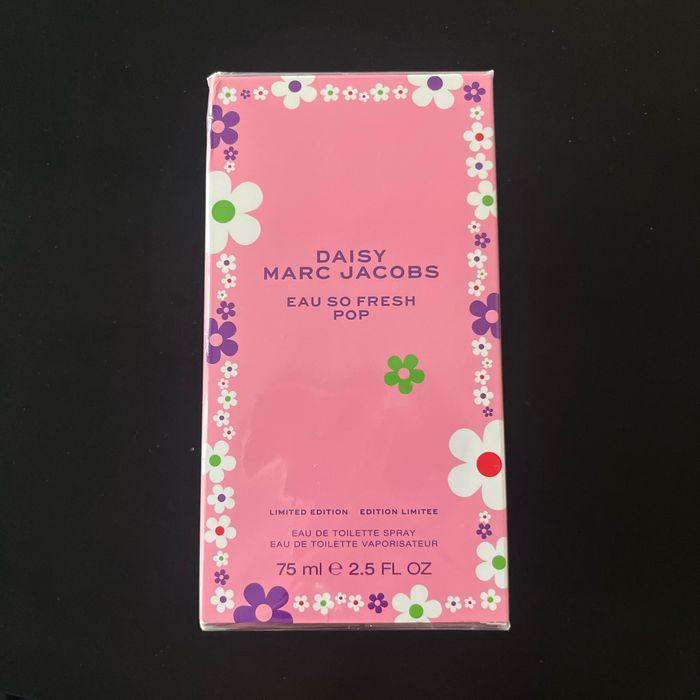 DAISY
MARC JACOBS
EAU SO FRESH
POP
LIMITED EDITION EDITION LIMITEE
EAU DE TOILETTE SPRAY
EAU DE TOILETTE VAPORISATEUR
75 ml ℮ 2.5 FL OZ